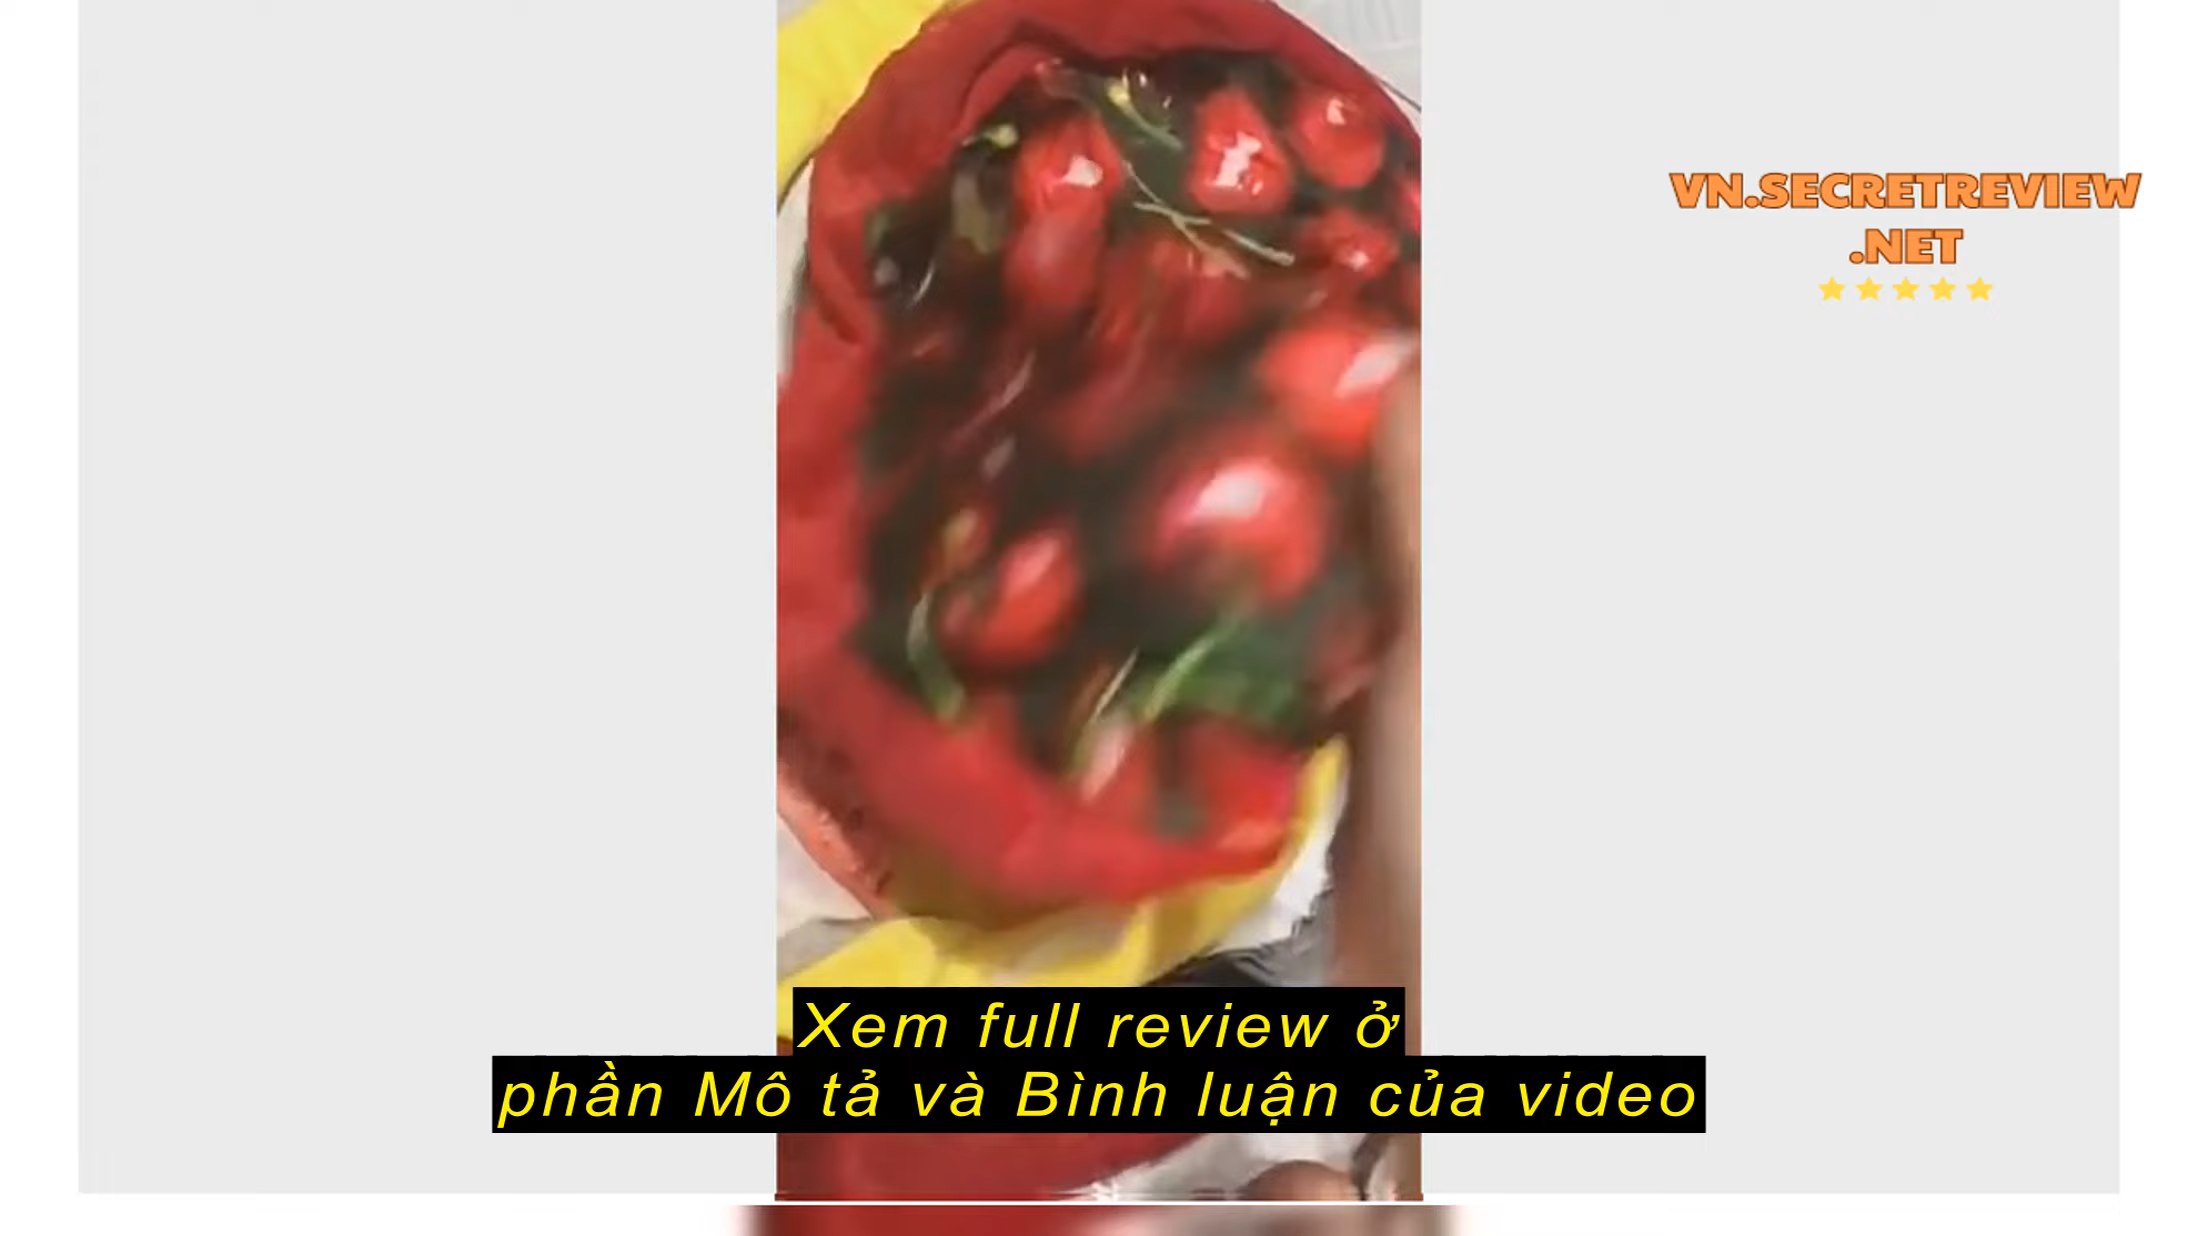 VN.SECRETREVIEW
.NET
Xem full review ở
phần Mô tả và Bình luận của video